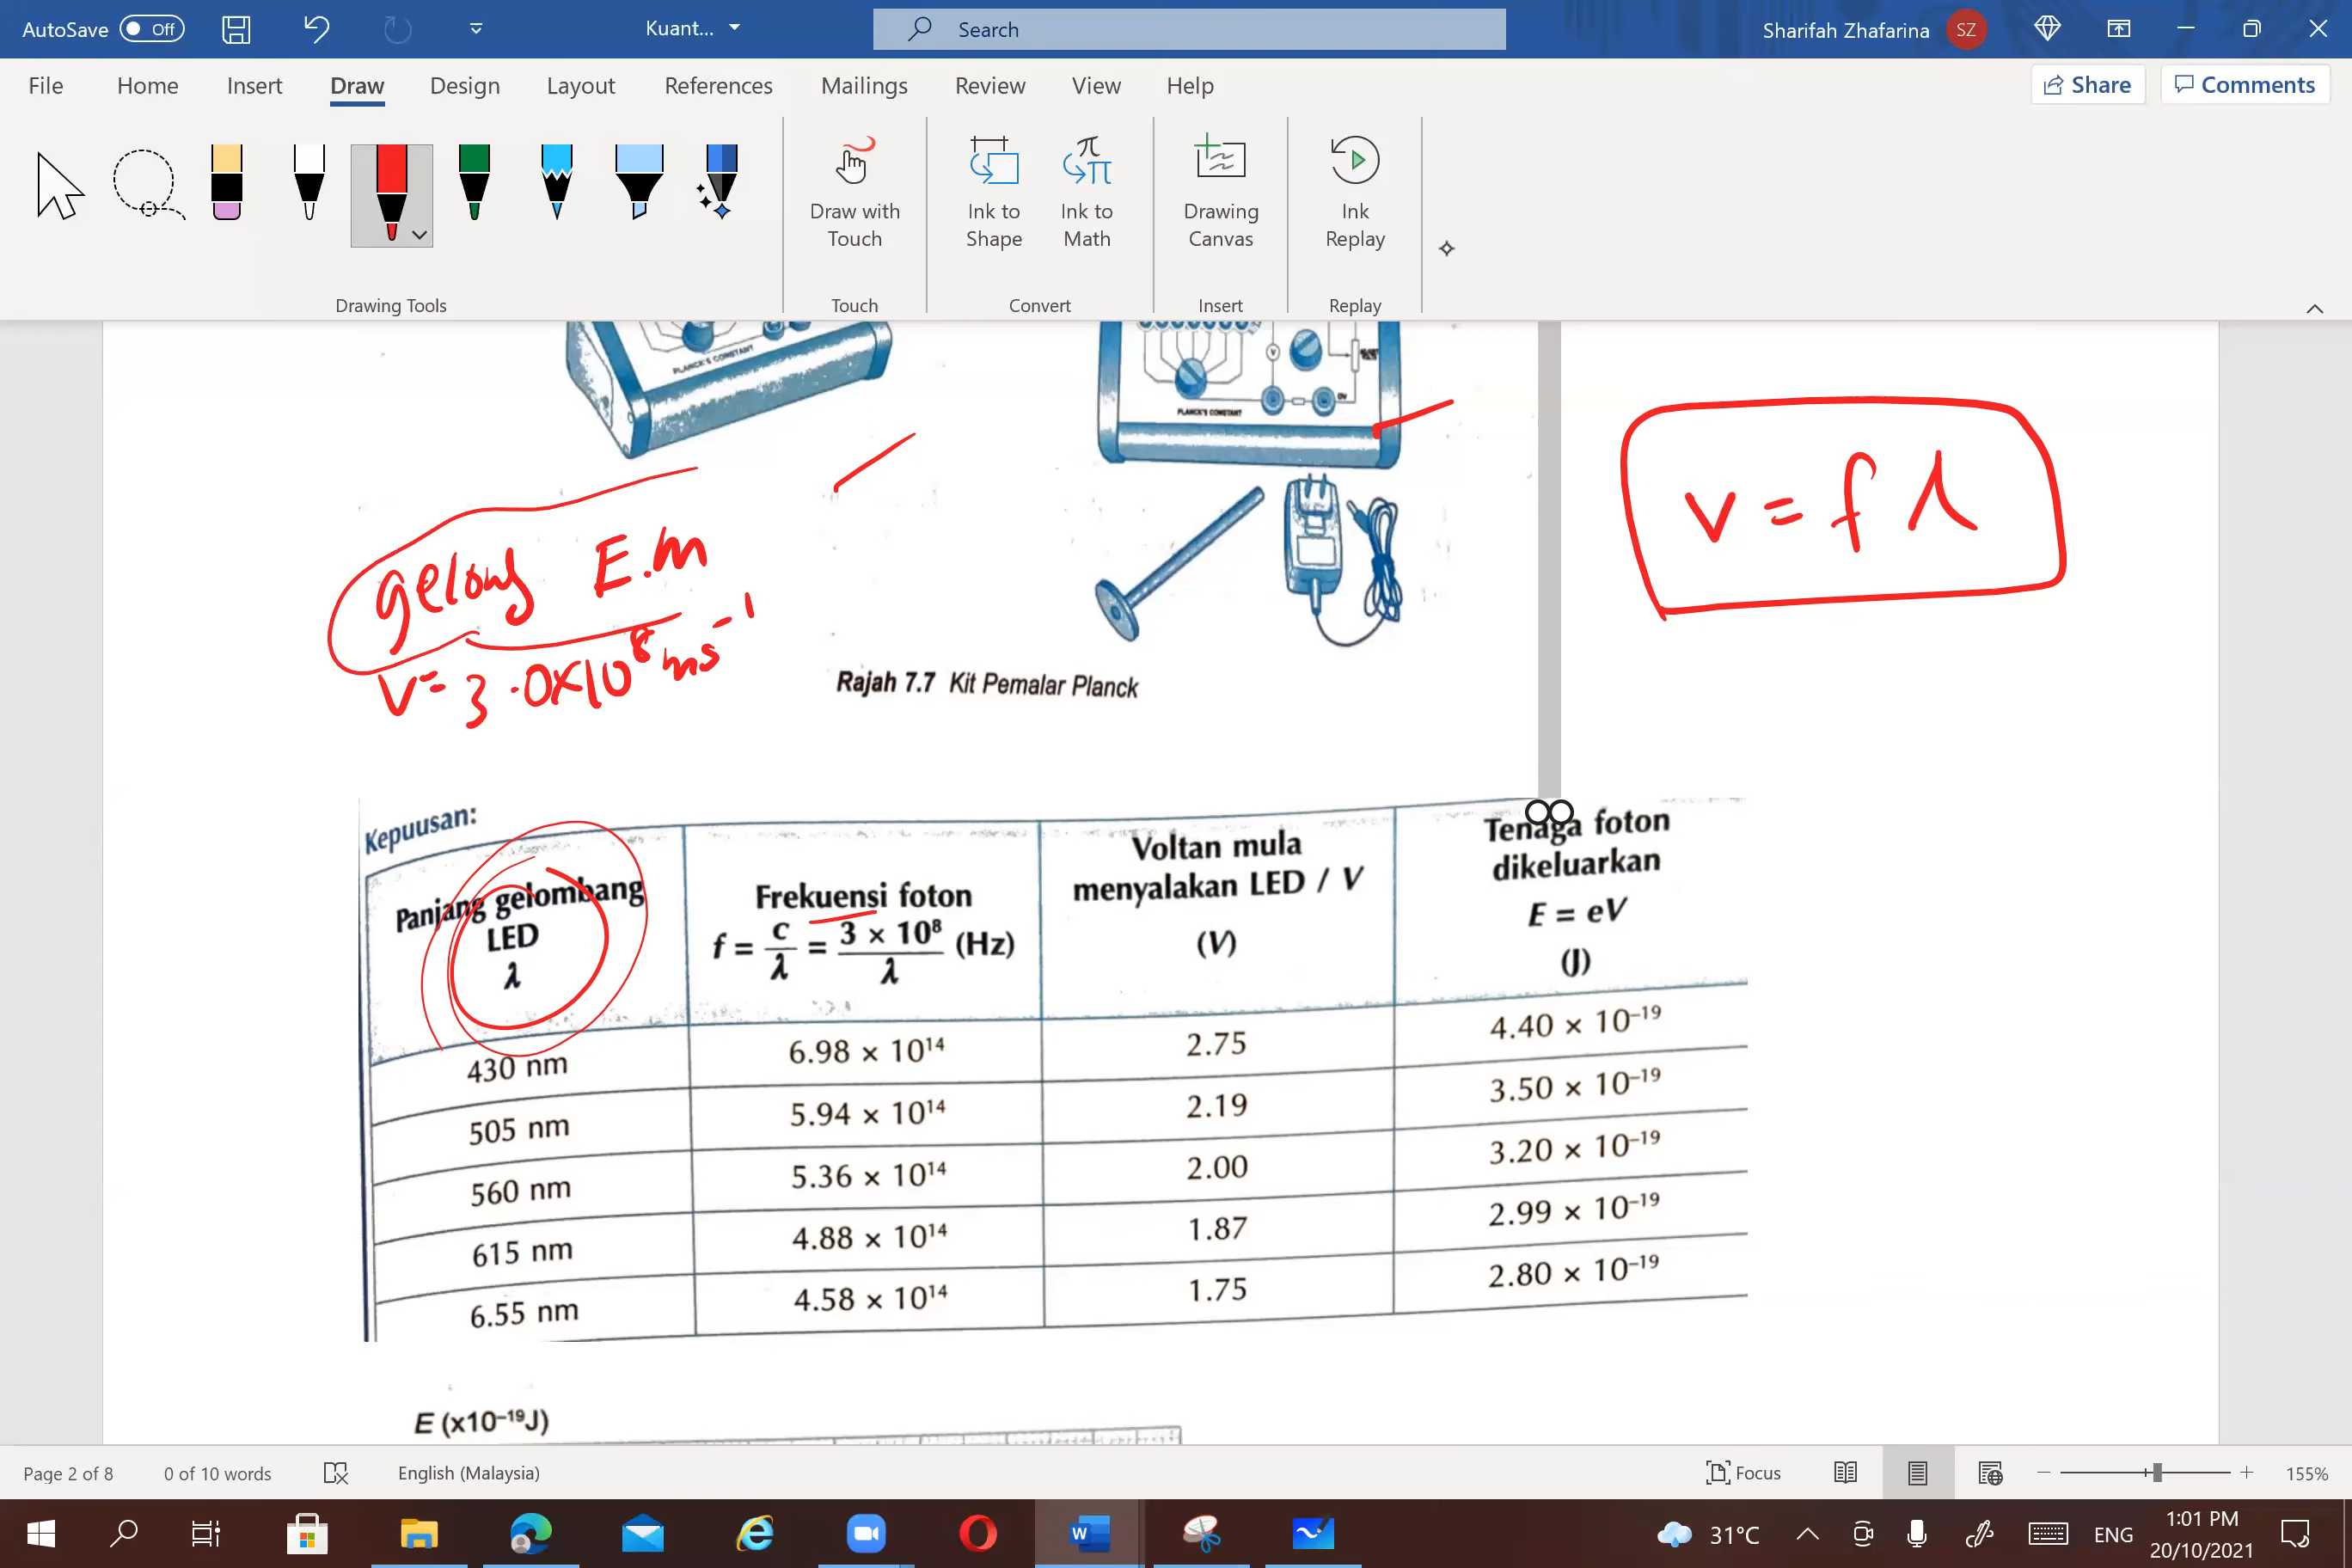 AutoSave Off Kuant... Search Sharifah Zhafarina SZ
File Home Insert Draw Design Layout References Mailings Review View Help Share Comments
Draw with Touch
Ink to Shape
Ink to Math
Drawing Canvas
Ink Replay
Drawing Tools Touch Convert Insert Replay
PLANCK'S CONSTANT
V
0V
PLANCK'S CONSTANT
v = f λ
E.M
v = 3.0x10⁸ ms⁻¹
Rajah 7.7 Kit Pemalar Planck
Kepuusan:
Panjang gelombang LED λ
Frekuensi foton f = c/λ = 3 × 10⁸/λ (Hz)
Voltan mula menyalakan LED / V (V)
Tenaga foton dikeluarkan E = eV (J)
430 nm 6.98 × 10¹⁴ 2.75 4.40 × 10⁻¹⁹
505 nm 5.94 × 10¹⁴ 2.19 3.50 × 10⁻¹⁹
560 nm 5.36 × 10¹⁴ 2.00 3.20 × 10⁻¹⁹
615 nm 4.88 × 10¹⁴ 1.87 2.99 × 10⁻¹⁹
6.55 nm 4.58 × 10¹⁴ 1.75 2.80 × 10⁻¹⁹
E (x10⁻¹⁹J)
Page 2 of 8 0 of 10 words English (Malaysia) Focus 155%
31°C ENG 1:01 PM
20/10/2021